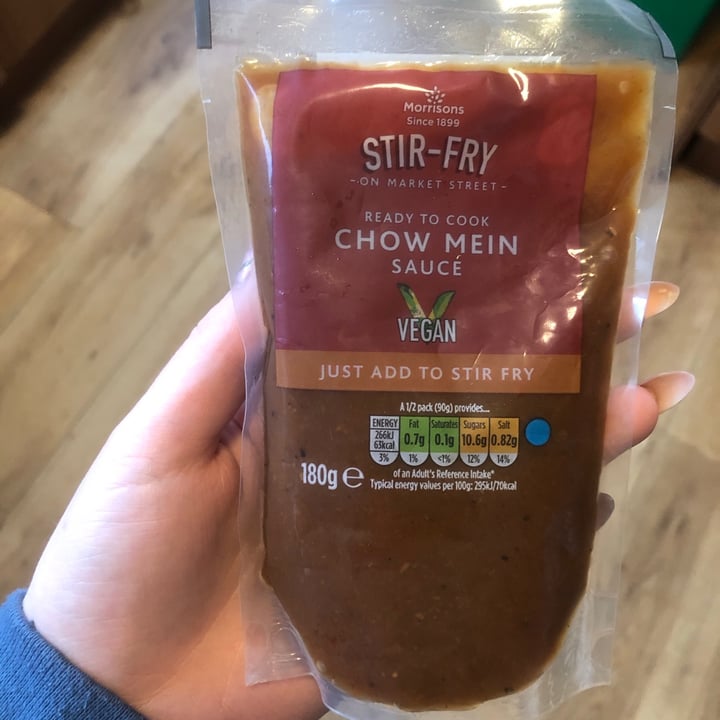 Morrisons
Since 1899
STIR-FRY
- ON MARKET STREET -
READY TO COOK
CHOW MEIN
SAUCE
VEGAN
JUST ADD TO STIR FRY
A 1/2 pack (90g) provides...
ENERGY Fat Saturates Sugars Salt
266kJ 63kcal 0.7g 0.1g 10.6g 0.82g
3% 1% <1% 12% 14%
of an Adult's Reference Intake*
180g e Typical energy values per 100g: 295kJ/70kcal